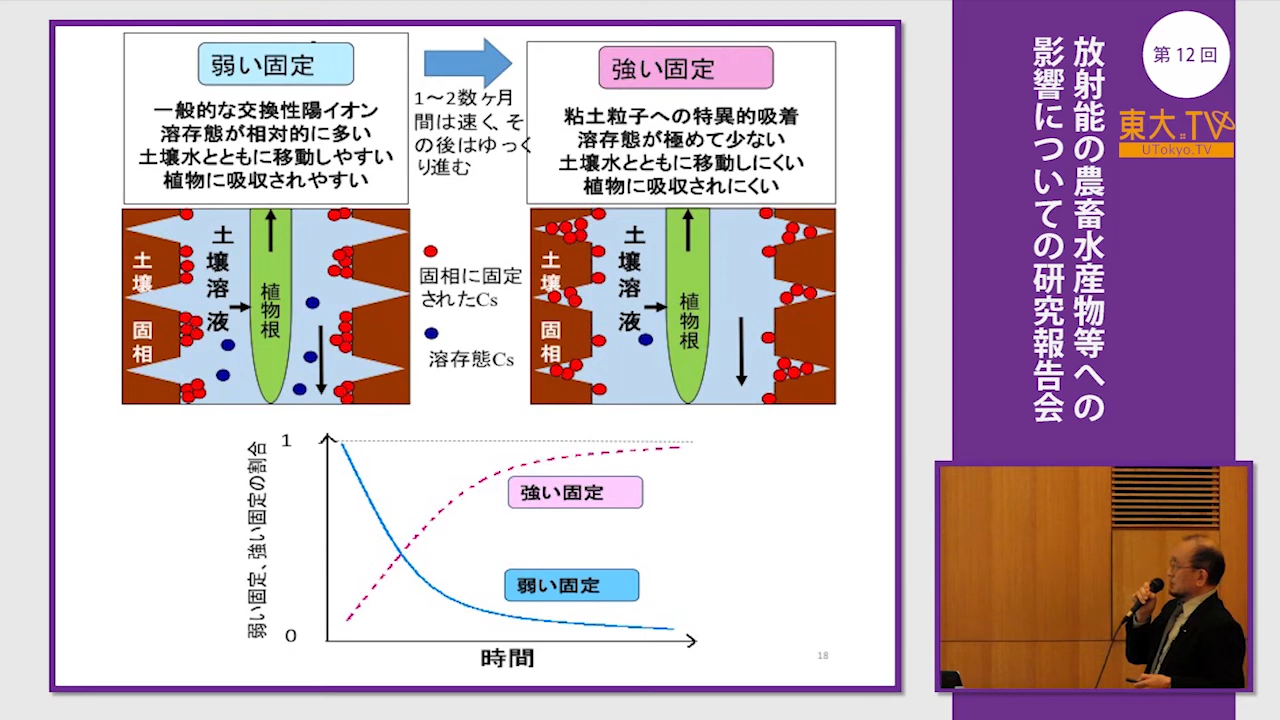 弱い固定
一般的な交換性陽イオン
溶存態が相対的に多い
土壌水とともに移動しやすい
植物に吸収されやすい
1～2数ヶ月
間は速く、そ
の後はゆっく
り進む
強い固定
粘土粒子への特異的吸着
溶存態が極めて少ない
土壌水とともに移動しにくい
植物に吸収されにくい
土壌固相
土壌溶液
植物根
固相に固定
されたCs
溶存態Cs
土壌固相
土壌溶液
植物根
弱い固定、強い固定の割合
1
0
強い固定
弱い固定
時間
18
第12回
東大.:TV
UTokyo.TV
放射能の農畜水産物等への
影響についての研究報告会